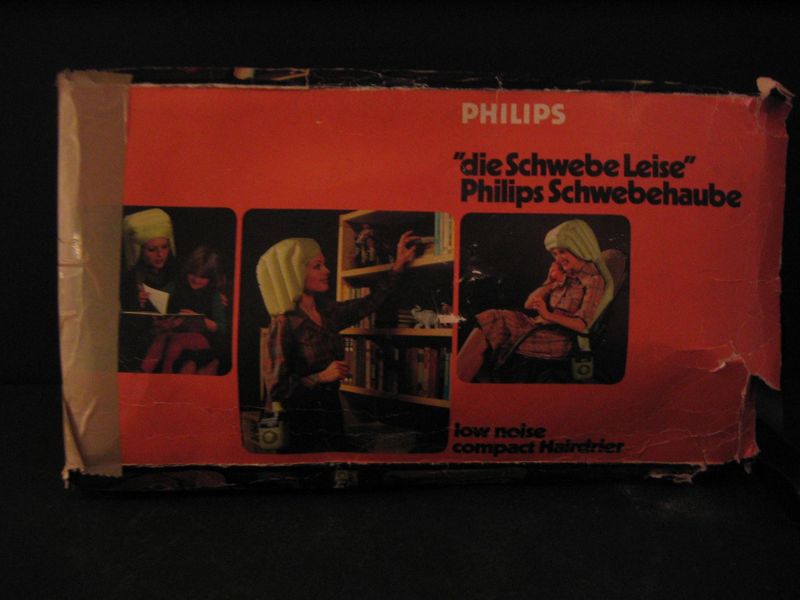 PHILIPS
"die Schwebe Leise"
Philips Schwebehaube
low noise
compact Hairdrier